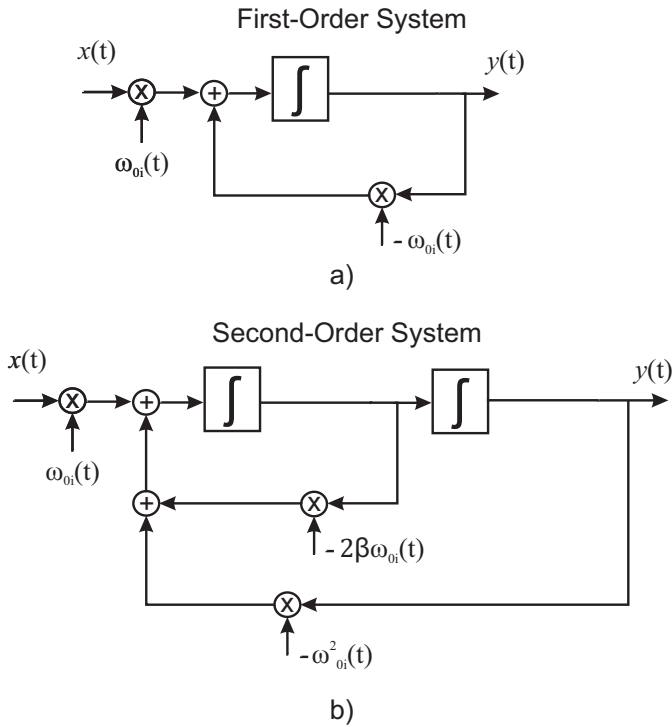 First-Order System
x(t)
y(t)
x
+
∫
ω₀ᵢ(t)
x
- ω₀ᵢ(t)
a)
Second-Order System
x(t)
y(t)
x
+
∫
∫
ω₀ᵢ(t)
+
x
- 2βω₀ᵢ(t)
x
-ω²₀ᵢ(t)
b)